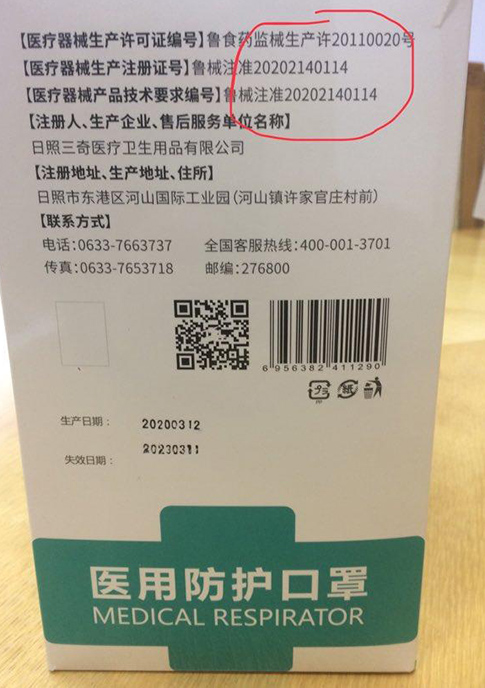 【医疗器械生产许可证编号】鲁食药监械生产许20110020号
【医疗器械生产注册证号】鲁械注准20202140114
【医疗器械产品技术要求编号】鲁械注准20202140114
【注册人、生产企业、售后服务单位名称】
日照三奇医疗卫生用品有限公司
【注册地址、生产地址、住所】
日照市东港区河山国际工业园(河山镇许家官庄村前)
【联系方式】
电话:0633-7663737 全国客服热线:400-001-3701
传真:0633-7653718 邮编:276800
6 956382 411290
生产日期: 20200312
失效日期: 20230311
医用防护口罩
MEDICAL RESPIRATOR